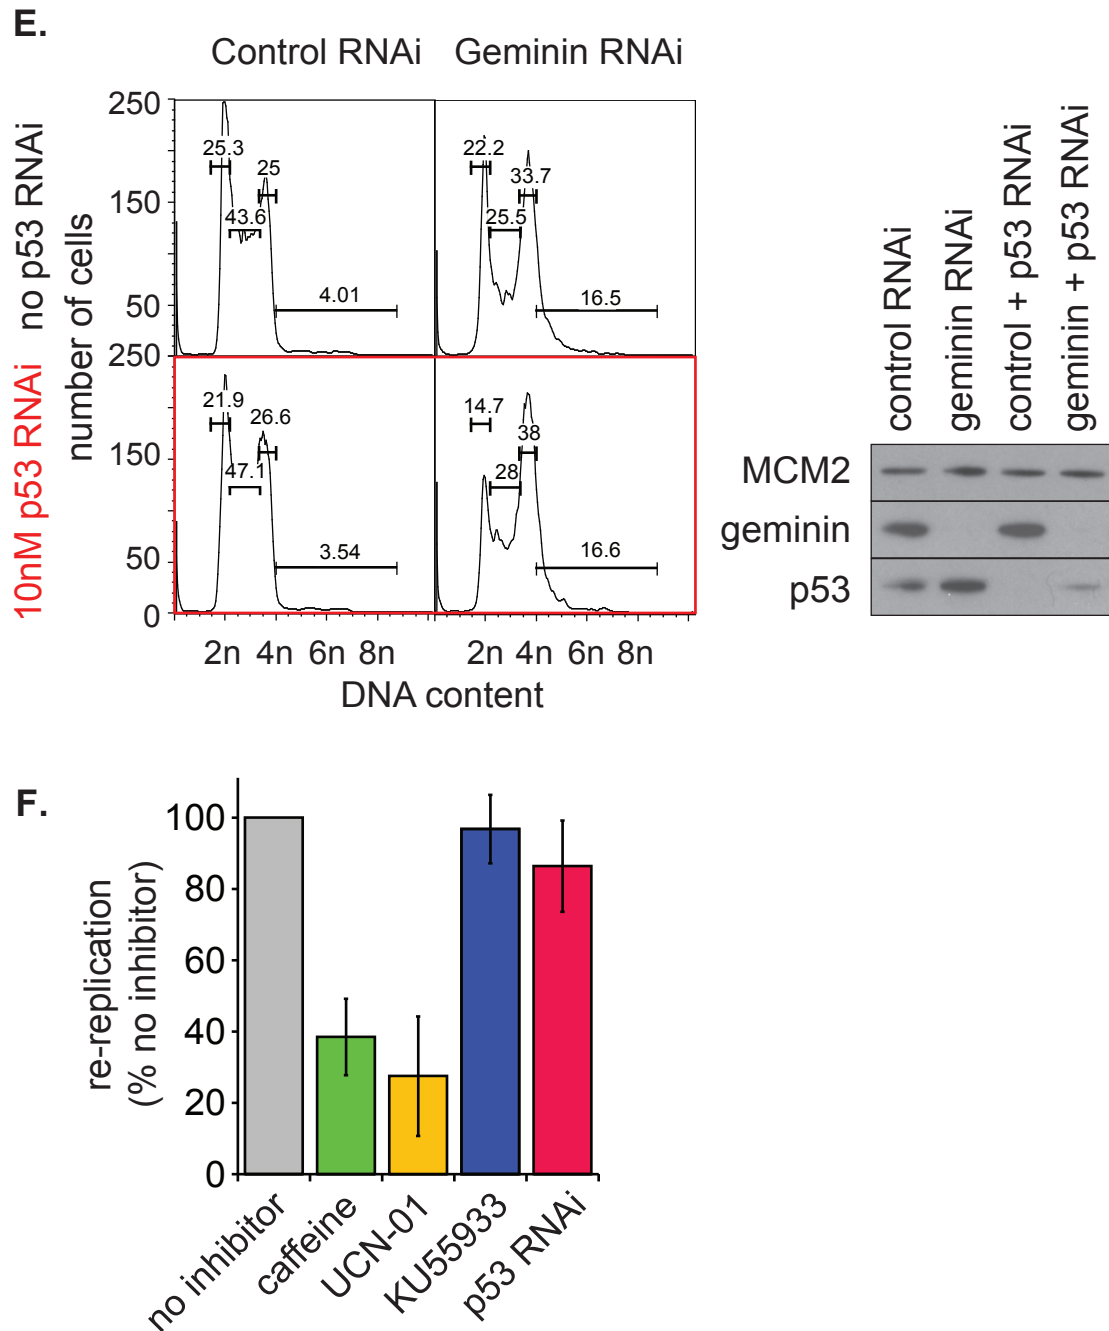 E.
Control RNAi
Geminin RNAi
no p53 RNAi
10nM p53 RNAi
number of cells
250
150
50
250
150
50
0
25.3
25
43.6
4.01
22.2
33.7
25.5
16.5
21.9
26.6
47.1
3.54
14.7
38
28
16.6
2n 4n 6n 8n
2n 4n 6n 8n
DNA content
control RNAi
geminin RNAi
control + p53 RNAi
geminin + p53 RNAi
MCM2
geminin
p53
F.
re-replication
(% no inhibitor)
100
80
60
40
20
0
no inhibitor
caffeine
UCN-01
KU55933
p53 RNAi